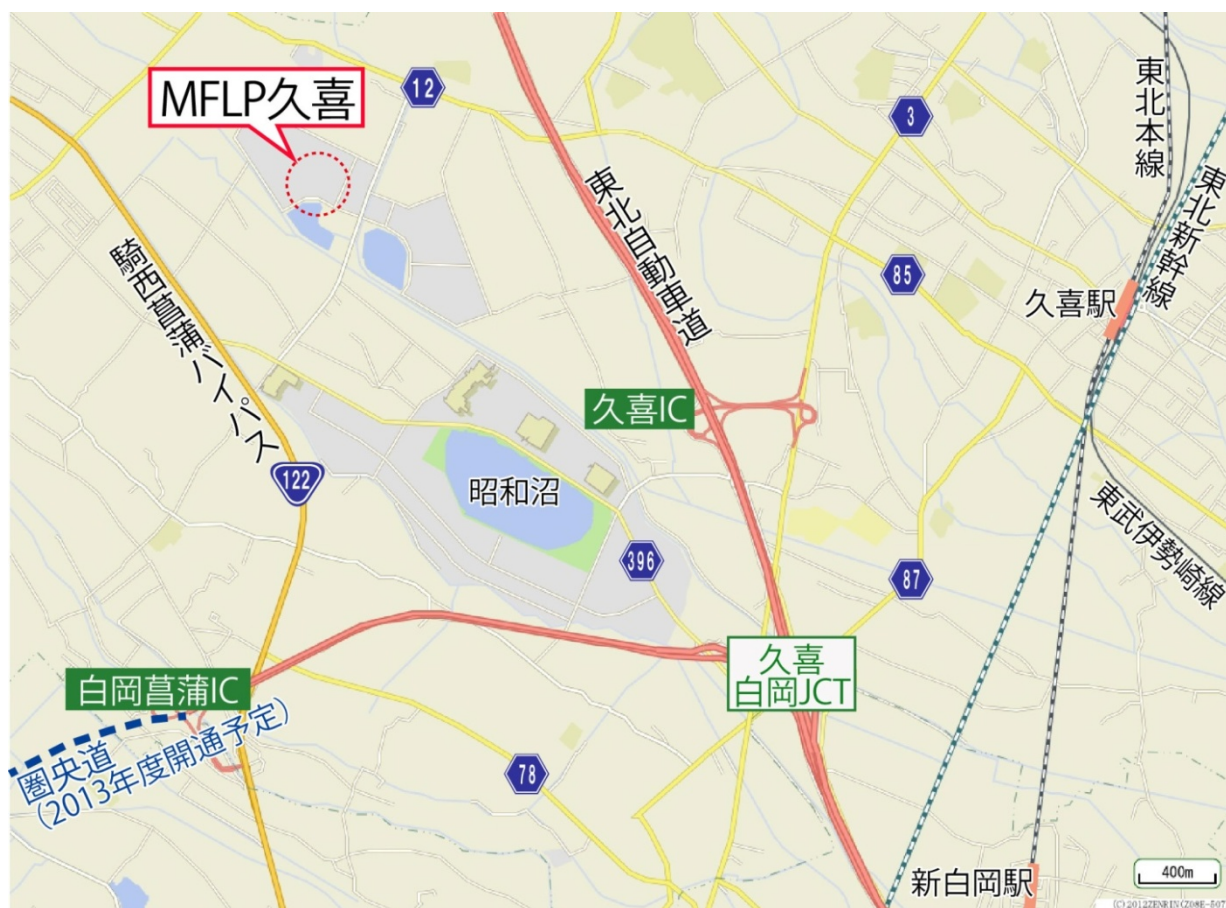 MFLP久喜
12
3
東北本線
東北新幹線
東北自動車道
85
久喜駅
騎西菖蒲バイパス
久喜IC
122
昭和沼
396
87
東武伊勢崎線
白岡菖蒲IC
久喜
白岡JCT
圏央道
(2013年度開通予定)
78
新白岡駅
400m
(C)2012ZENRIN(Z08E-507